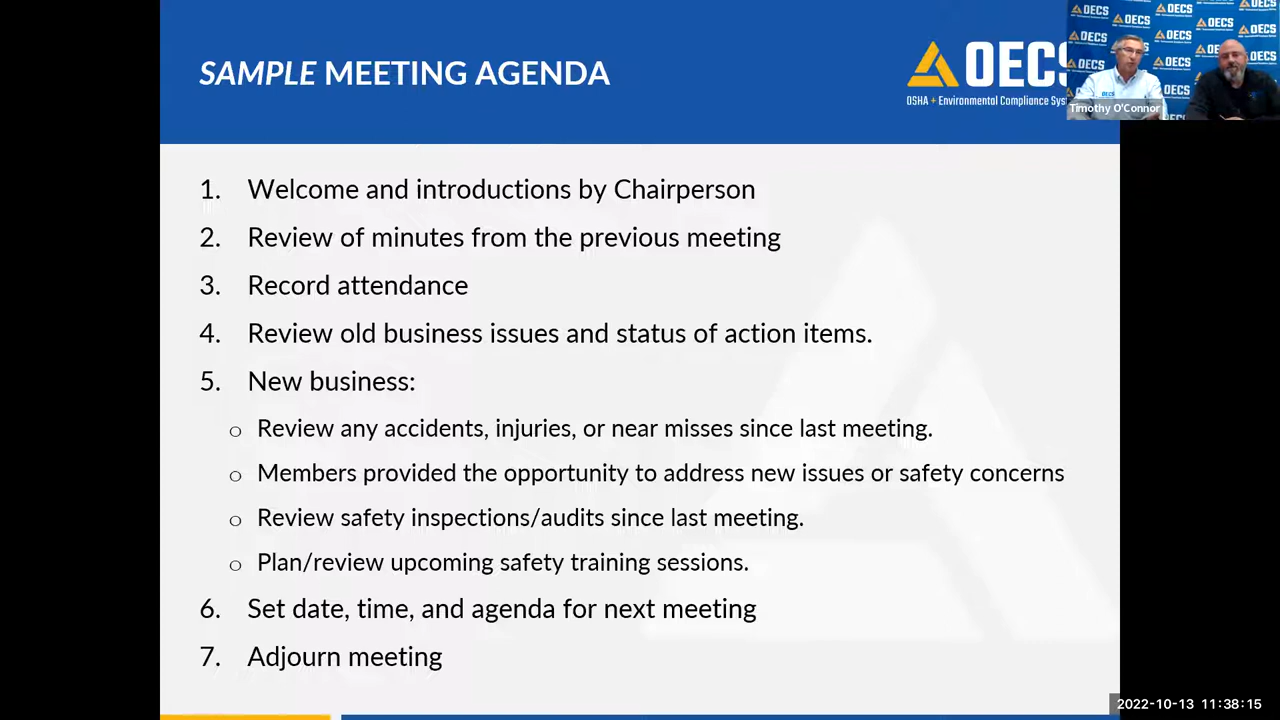 SAMPLE MEETING AGENDA
OECS
OSHA + Environmental Compliance Sys
Timothy O'Connor
1. Welcome and introductions by Chairperson
2. Review of minutes from the previous meeting
3. Record attendance
4. Review old business issues and status of action items.
5. New business:
o Review any accidents, injuries, or near misses since last meeting.
o Members provided the opportunity to address new issues or safety concerns
o Review safety inspections/audits since last meeting.
o Plan/review upcoming safety training sessions.
6. Set date, time, and agenda for next meeting
7. Adjourn meeting
2022-10-13 11:38:15